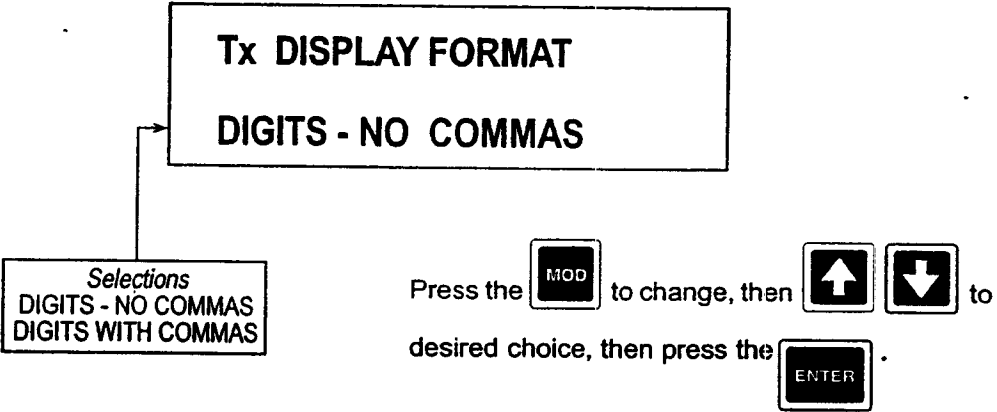 Tx DISPLAY FORMAT
DIGITS - NO COMMAS
Selections
DIGITS - NO COMMAS
DIGITS WITH COMMAS
Press the MOD to change, then to
desired choice, then press the ENTER .